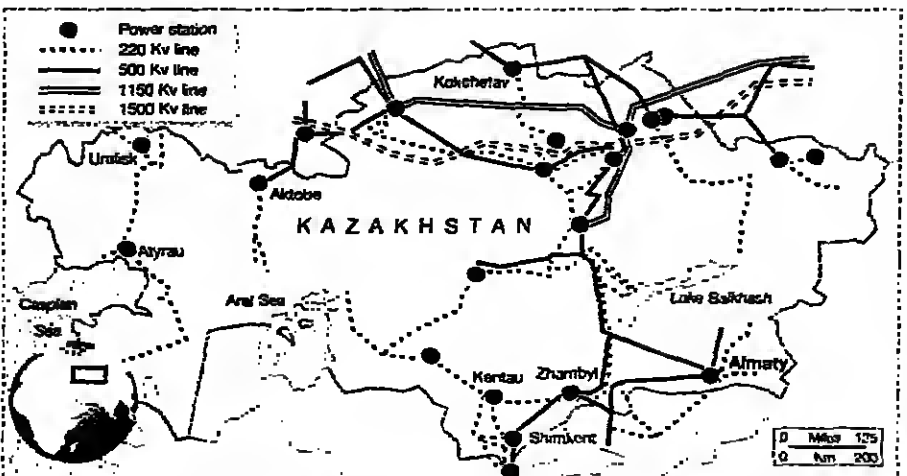 Power station
220 Kv line
500 Kv line
1150 Kv line
1500 Kv line
Kokchetav
Uralsk
Aktobe
KAZAKHSTAN
Atyrau
Caspian
Sea
Aral Sea
Lake Balkhash
Almaty
Kentau
Zhambyl
Shimkent
0 Miles 125
0 Km 200